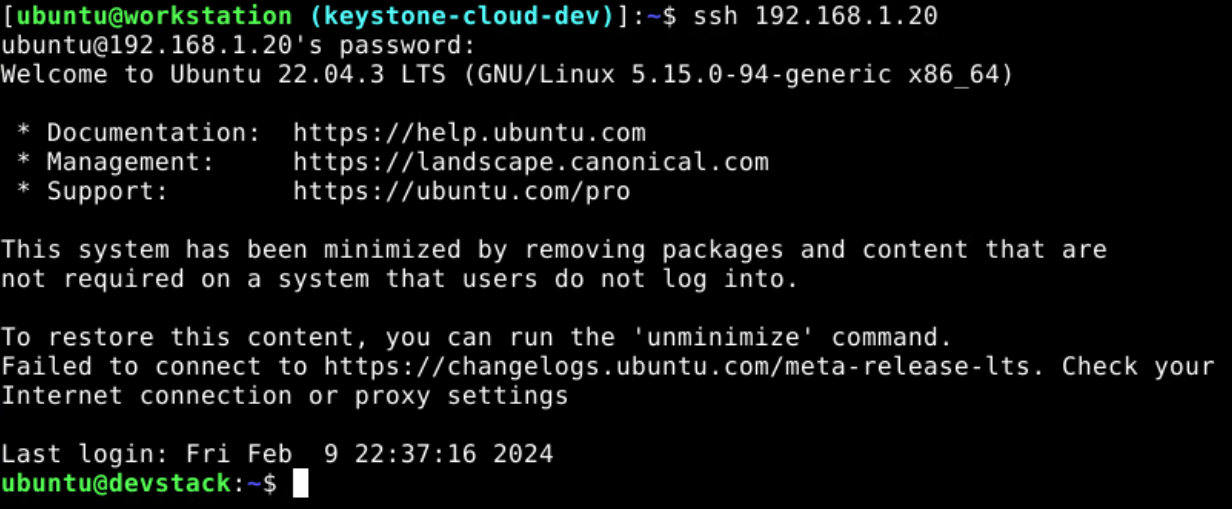 [ubuntu@workstation (keystone-cloud-dev)]:~$ ssh 192.168.1.20
ubuntu@192.168.1.20's password:
Welcome to Ubuntu 22.04.3 LTS (GNU/Linux 5.15.0-94-generic x86_64)

 * Documentation:  https://help.ubuntu.com
 * Management:     https://landscape.canonical.com
 * Support:        https://ubuntu.com/pro

This system has been minimized by removing packages and content that are
not required on a system that users do not log into.

To restore this content, you can run the 'unminimize' command.
Failed to connect to https://changelogs.ubuntu.com/meta-release-lts. Check your
Internet connection or proxy settings

Last login: Fri Feb  9 22:37:16 2024
ubuntu@devstack:~$